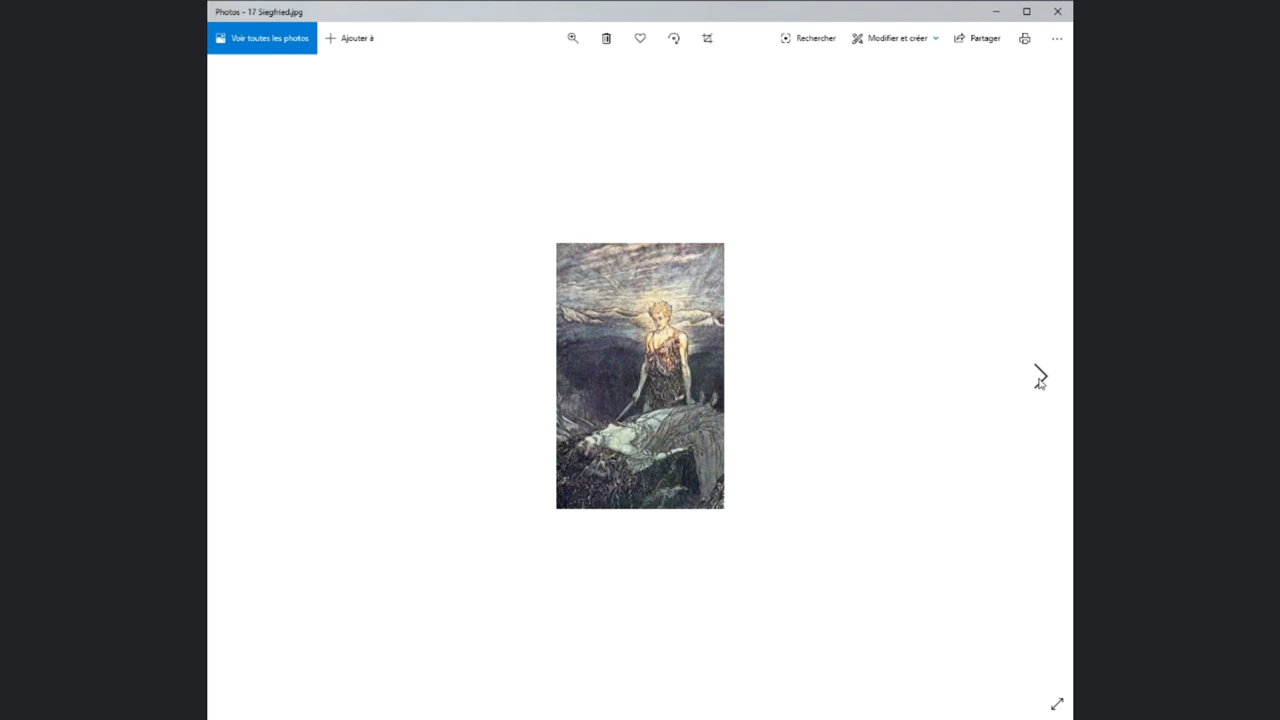 Photos - 17 Siegfried.jpg
Voir toutes les photos
Ajouter à
Rechercher
Modifier et créer
Partager